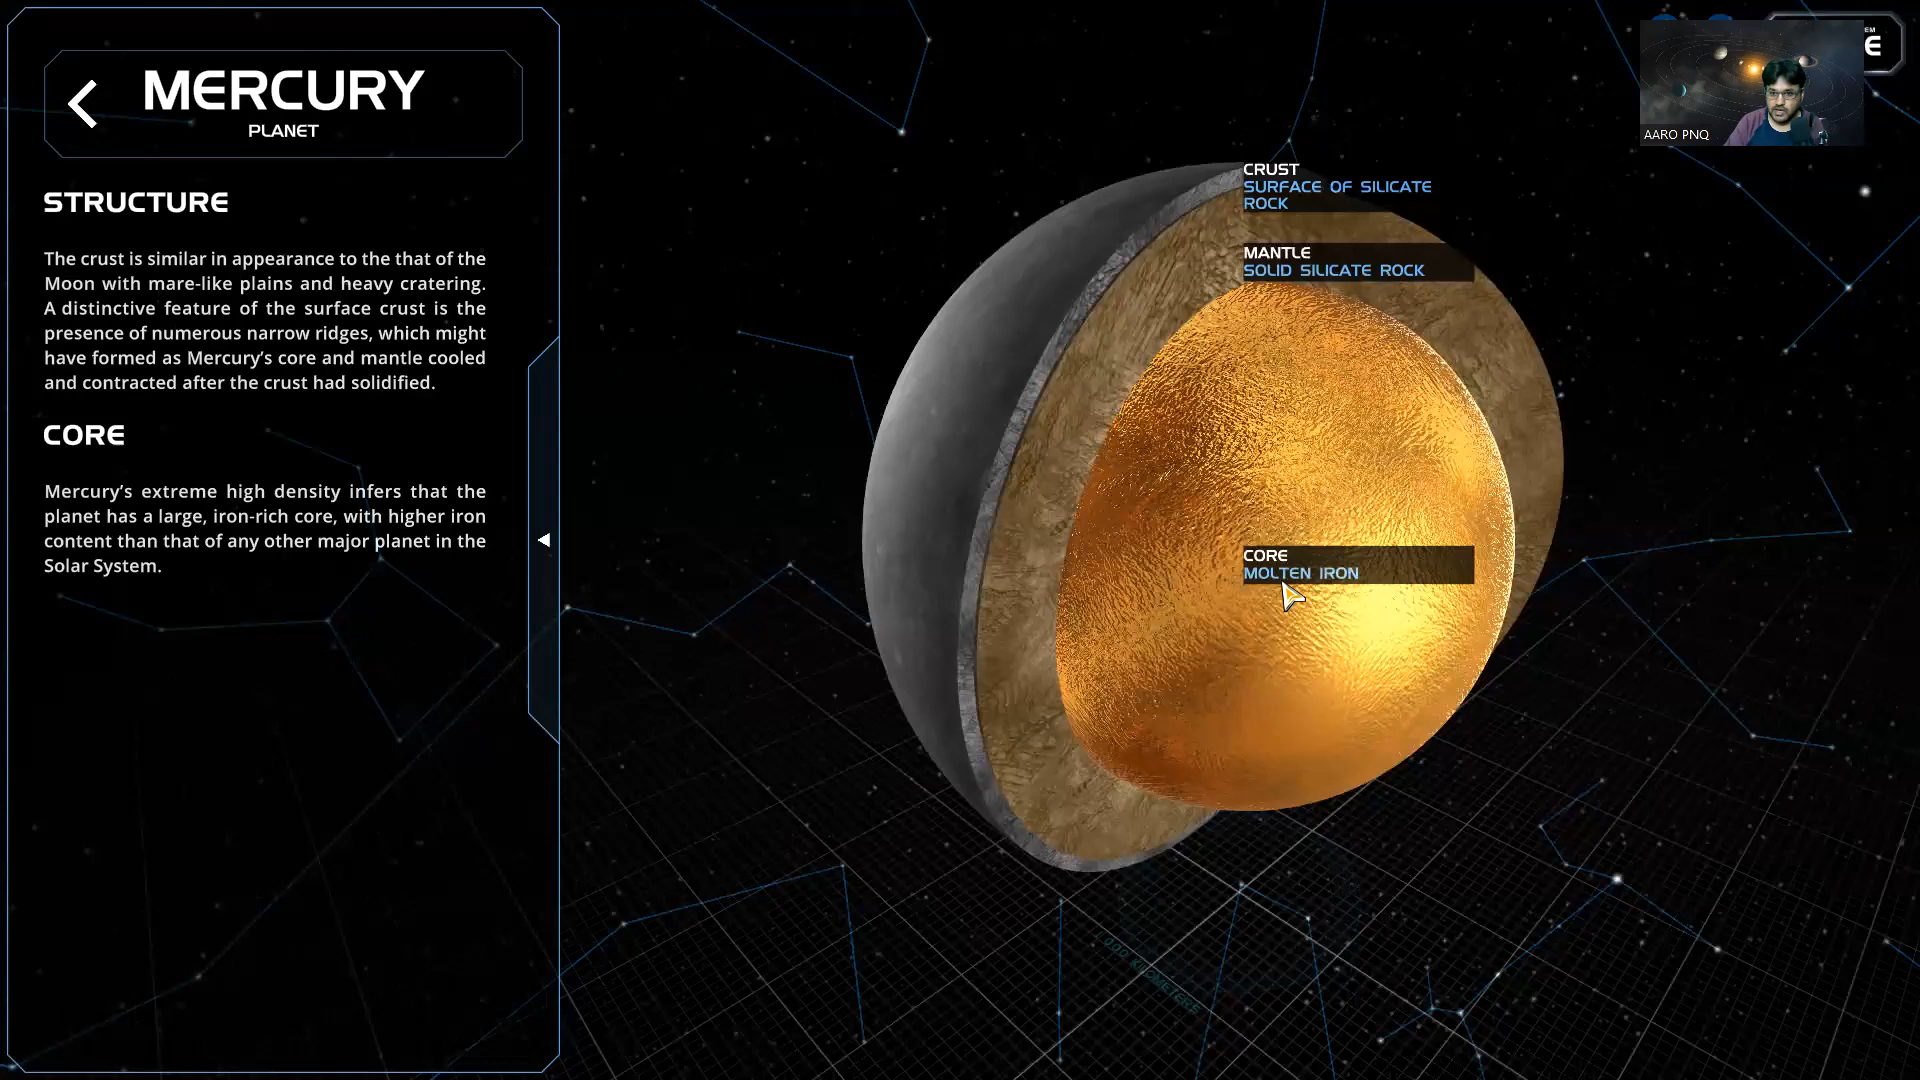 MERCURY
PLANET
STRUCTURE
The crust is similar in appearance to the that of the
Moon with mare-like plains and heavy cratering.
A distinctive feature of the surface crust is the
presence of numerous narrow ridges, which might
have formed as Mercury's core and mantle cooled
and contracted after the crust had solidified.
CORE
Mercury's extreme high density infers that the
planet has a large, iron-rich core, with higher iron
content than that of any other major planet in the
Solar System.
CRUST
SURFACE OF SILICATE
ROCK
MANTLE
SOLID SILICATE ROCK
CORE
MOLTEN IRON
AARO PNQ
KILOMETERS